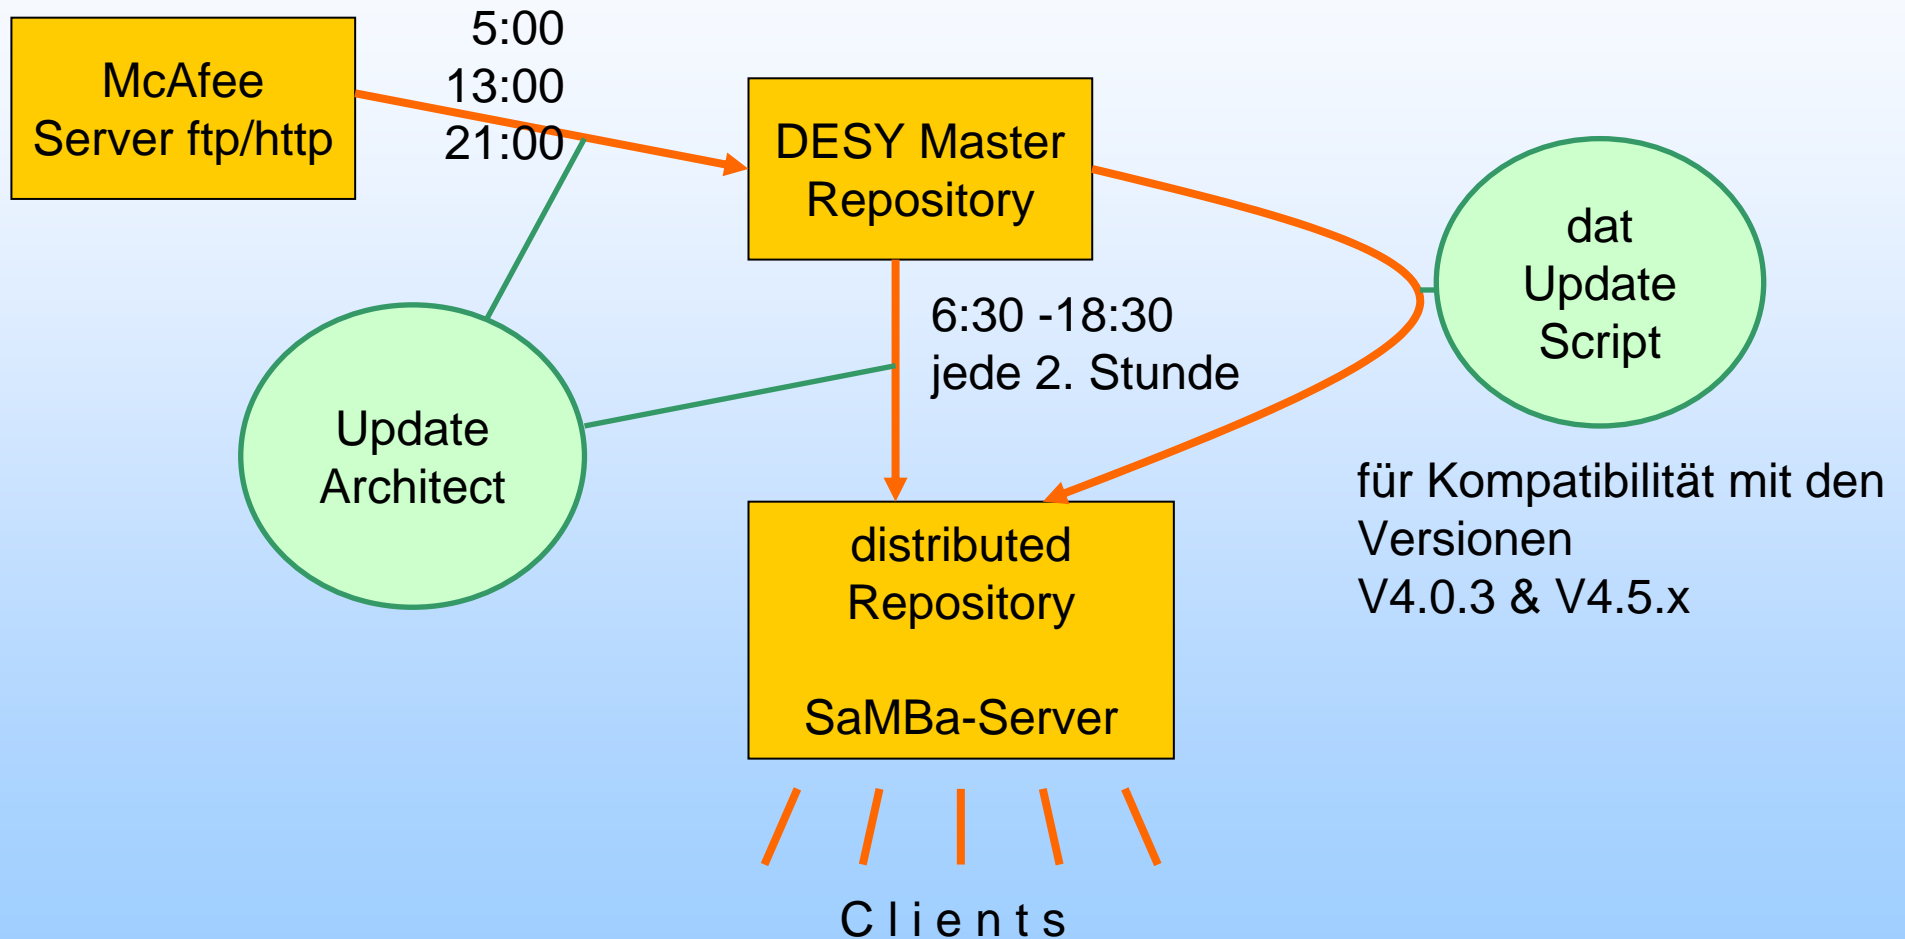 McAfee
Server ftp/http
5:00
13:00
21:00
DESY Master
Repository
dat
Update
Script
6:30 -18:30
jede 2. Stunde
Update
Architect
für Kompatibilität mit den
Versionen
V4.0.3 & V4.5.x
distributed
Repository
SaMBa-Server
C l i e n t s